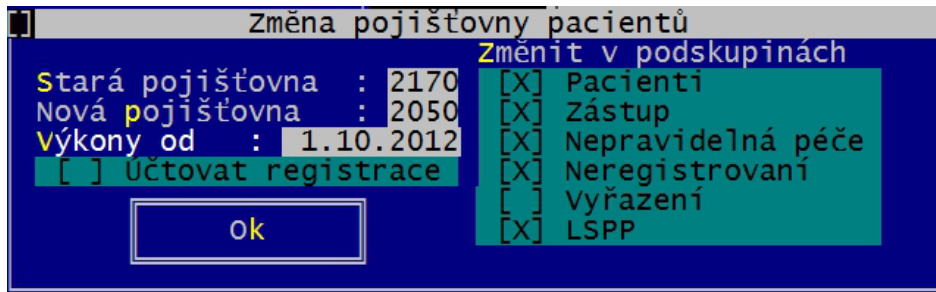 Změna pojišťovny pacientů
Změnit v podskupinách
Stará pojišťovna : 2170
Nová pojišťovna : 2050
Výkony od : 1.10.2012
[ ] Účtovat registrace
Ok
[X] Pacienti
[X] Zástup
[X] Nepravidelná péče
[X] Neregistrovaní
[ ] Vyřazení
[X] LSPP